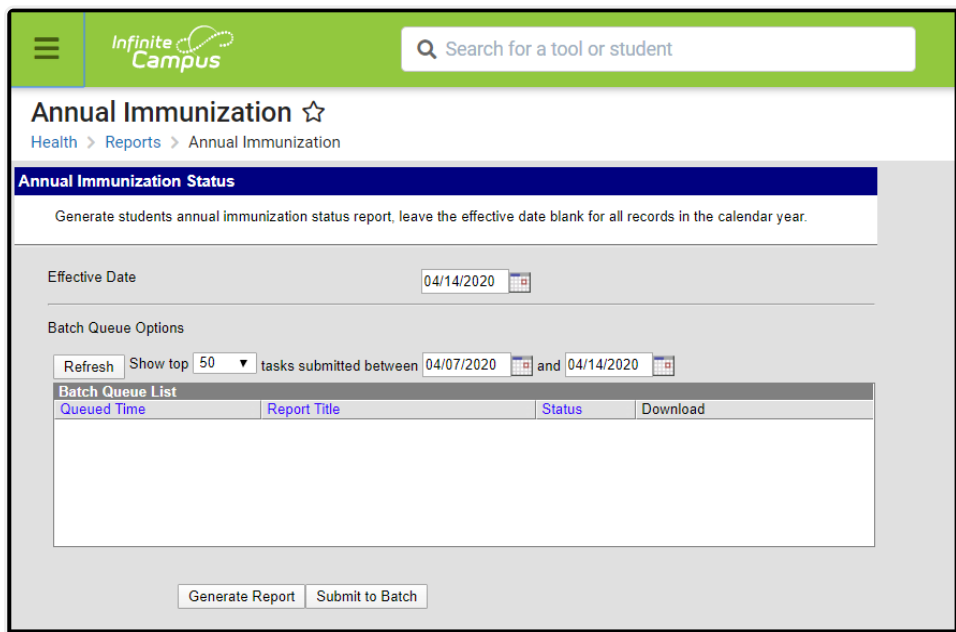 Infinite
Campus
Search for a tool or student
Annual Immunization
Health > Reports > Annual Immunization
Annual Immunization Status
Generate students annual immunization status report, leave the effective date blank for all records in the calendar year.
Effective Date 04/14/2020
Batch Queue Options
Refresh Show top 50 tasks submitted between 04/07/2020 and 04/14/2020
Batch Queue List
Queued Time Report Title Status Download
Generate Report Submit to Batch